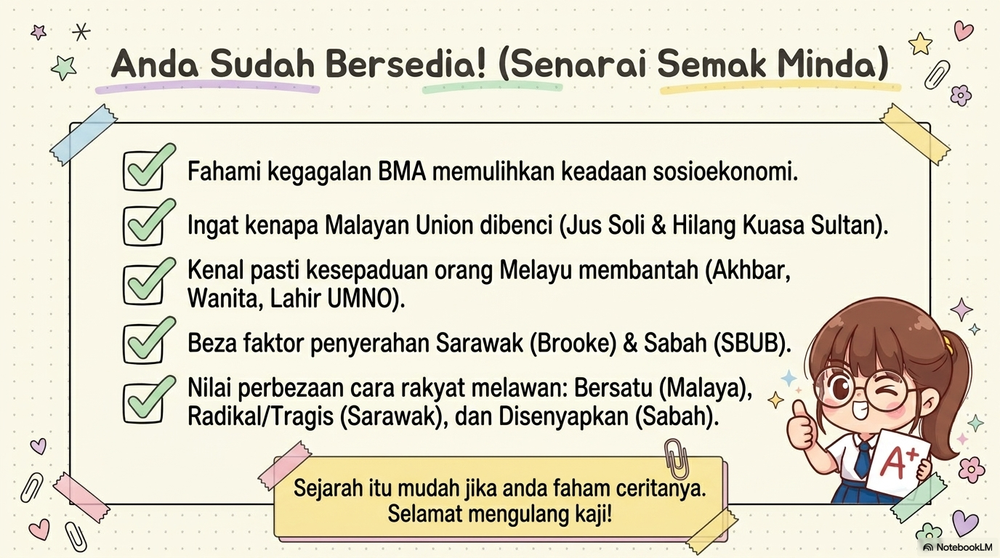 Anda Sudah Bersedia! (Senarai Semak Minda)
Fahami kegagalan BMA memulihkan keadaan sosioekonomi.
Ingat kenapa Malayan Union dibenci (Jus Soli & Hilang Kuasa Sultan).
Kenal pasti kesepaduan orang Melayu membantah (Akhbar,
Wanita, Lahir UMNO).
Beza faktor penyerahan Sarawak (Brooke) & Sabah (SBUB).
Nilai perbezaan cara rakyat melawan: Bersatu (Malaya),
Radikal/Tragis (Sarawak), dan Disenyapkan (Sabah).
A+
Sejarah itu mudah jika anda faham ceritanya.
Selamat mengulang kaji!
NotebookLM